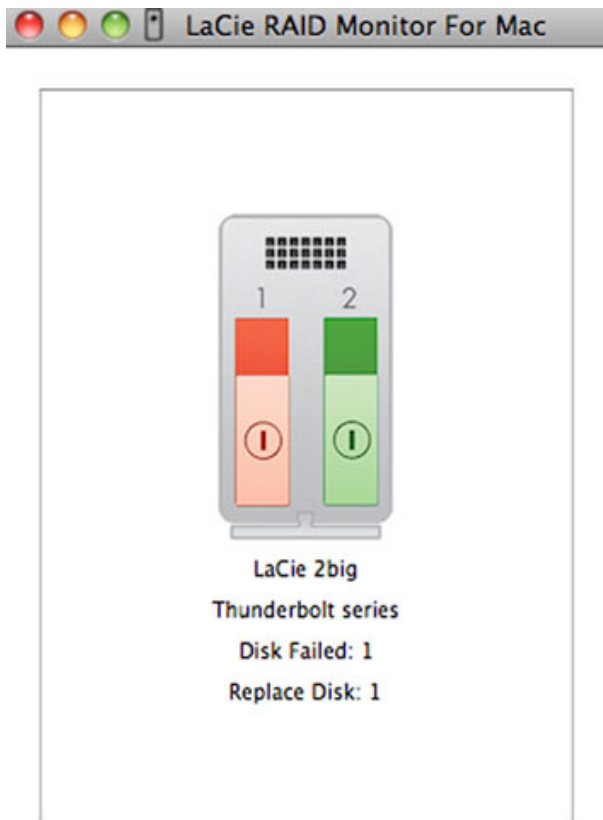 LaCie RAID Monitor For Mac
1 2
LaCie 2big
Thunderbolt series
Disk Failed: 1
Replace Disk: 1